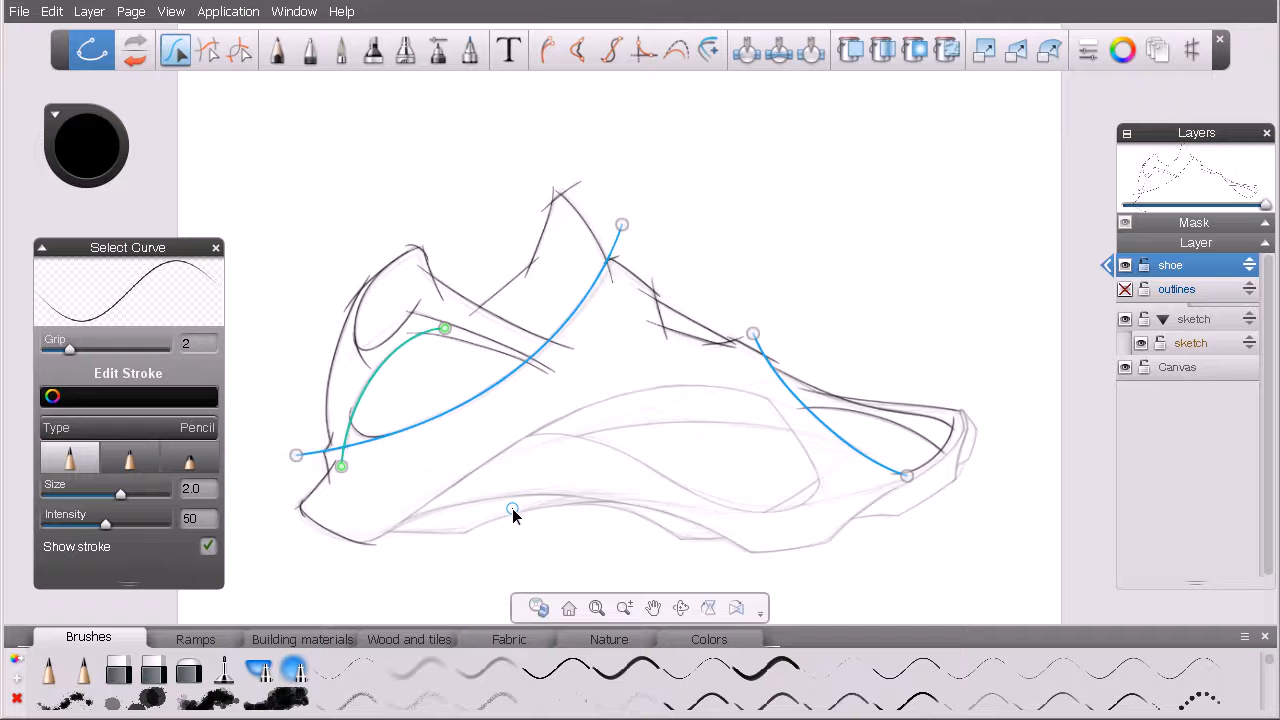 File Edit Layer Page View Application Window Help
T
Layers
Mask
Layer
shoe
outlines
sketch
sketch
Canvas
Select Curve
Grip 2
Edit Stroke
Type Pencil
Size 2.0
Intensity 50
Show stroke
Brushes Ramps Building materials Wood and tiles Fabric Nature Colors